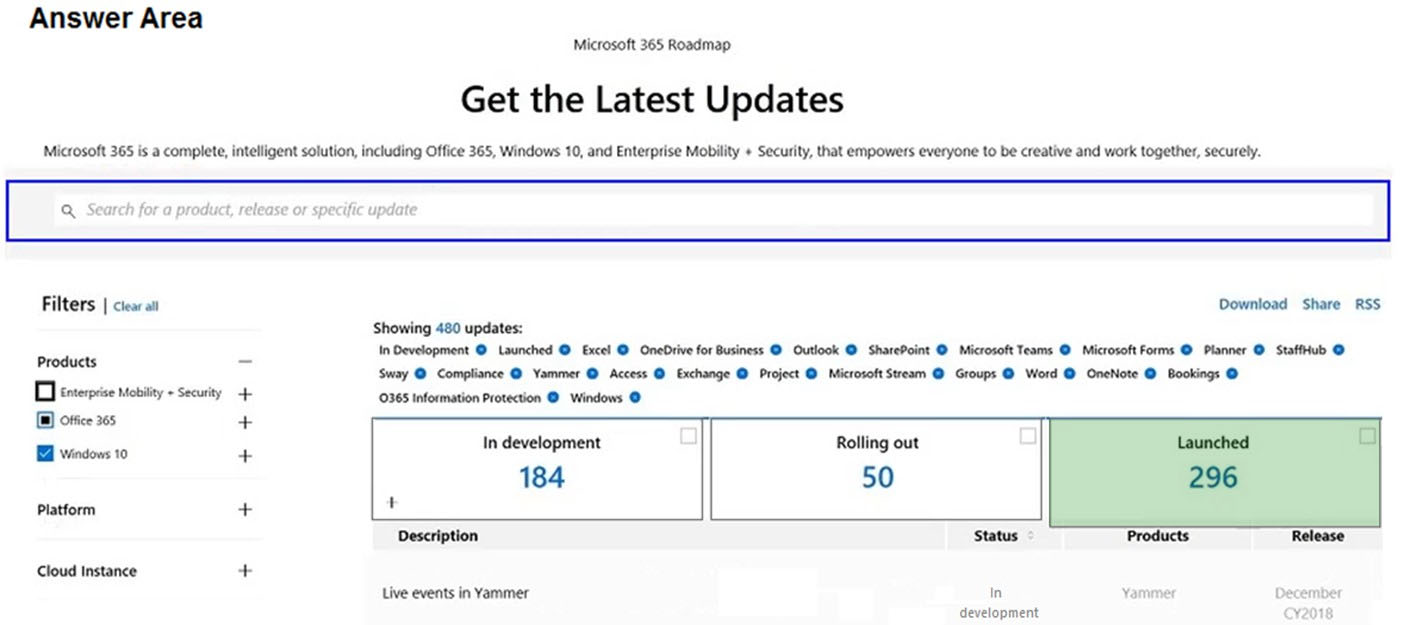 Answer Area
Microsoft 365 Roadmap
Get the Latest Updates
Microsoft 365 is a complete, intelligent solution, including Office 365, Windows 10, and Enterprise Mobility + Security, that empowers everyone to be creative and work together, securely.
Search for a product, release or specific update
Filters | Clear all
Download Share RSS
Products −
Enterprise Mobility + Security +
Office 365 +
Windows 10 +
Platform +
Cloud Instance +
Showing 480 updates:
In Development Launched Excel OneDrive for Business Outlook SharePoint Microsoft Teams Microsoft Forms Planner StaffHub
Sway Compliance Yammer Access Exchange Project Microsoft Stream Groups Word OneNote Bookings
O365 Information Protection Windows
In development
184
+
Rolling out
50
Launched
296
Description Status Products Release
Live events in Yammer In Yammer December
development CY2018